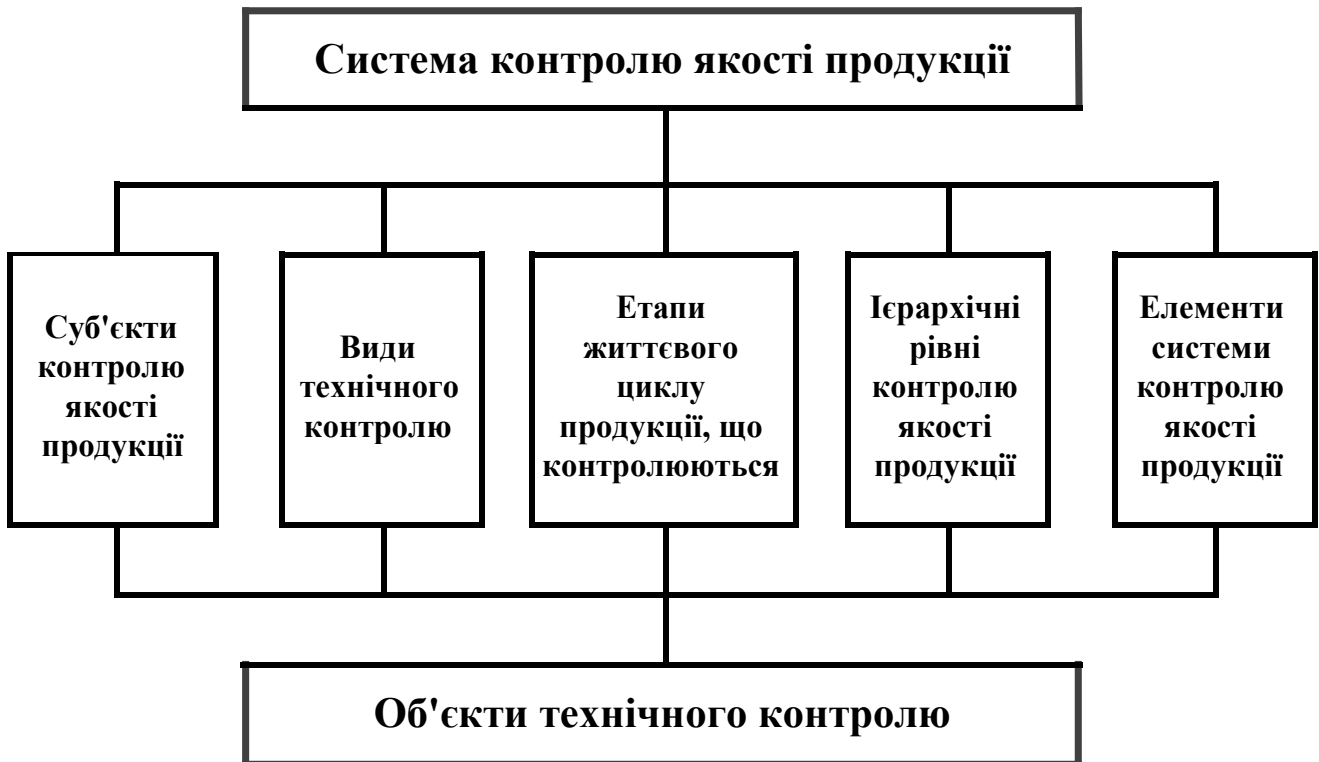 Система контролю якості продукції
Суб'єкти
контролю
якості
продукції
Види
технічного
контролю
Етапи
життєвого
циклу
продукції, що
контролюються
Ієрархічні
рівні
контролю
якості
продукції
Елементи
системи
контролю
якості
продукції
Об'єкти технічного контролю